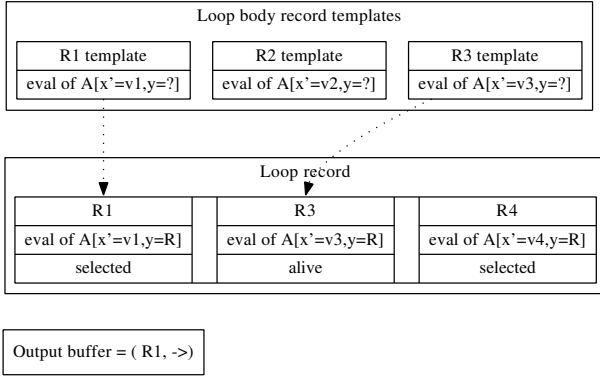 Loop body record templates
R1 template
R2 template
R3 template
eval of A[x’=v1,y=?]
eval of A[x’=v2,y=?]
eval of A[x’=v3,y=?]
Loop record
R1
R3
R4
eval of A[x’=v1,y=R]
eval of A[x’=v3,y=R]
eval of A[x’=v4,y=R]
selected
alive
selected
Output buffer = ( R1, ->)